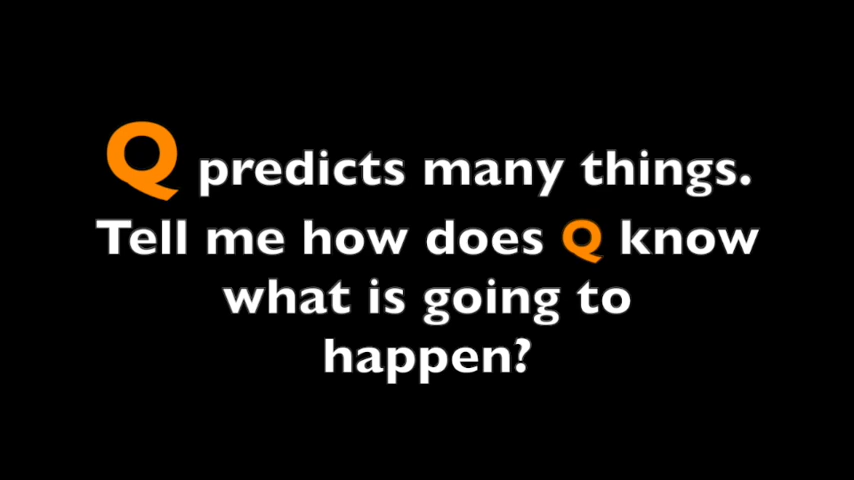 Q predicts many things.
Tell me how does Q know
what is going to
happen?